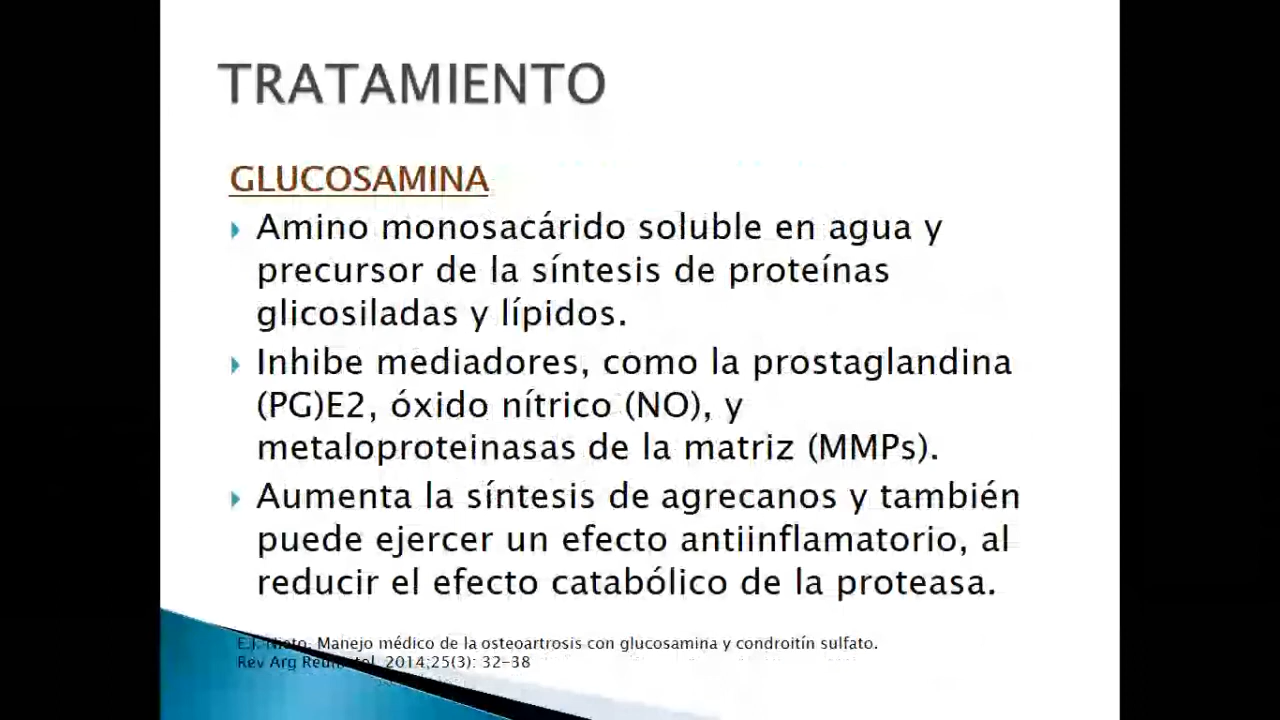 TRATAMIENTO
GLUCOSAMINA
Amino monosacárido soluble en agua y
precursor de la síntesis de proteínas
glicosiladas y lípidos.
Inhibe mediadores, como la prostaglandina
(PG)E2, óxido nítrico (NO), y
metaloproteinasas de la matriz (MMPs).
Aumenta la síntesis de agrecanos y también
puede ejercer un efecto antiinflamatorio, al
reducir el efecto catabólico de la proteasa.
E.J. Nieto. Manejo médico de la osteoartrosis con glucosamina y condroitín sulfato.
Rev Arg Reumatol. 2014;25(3): 32-38